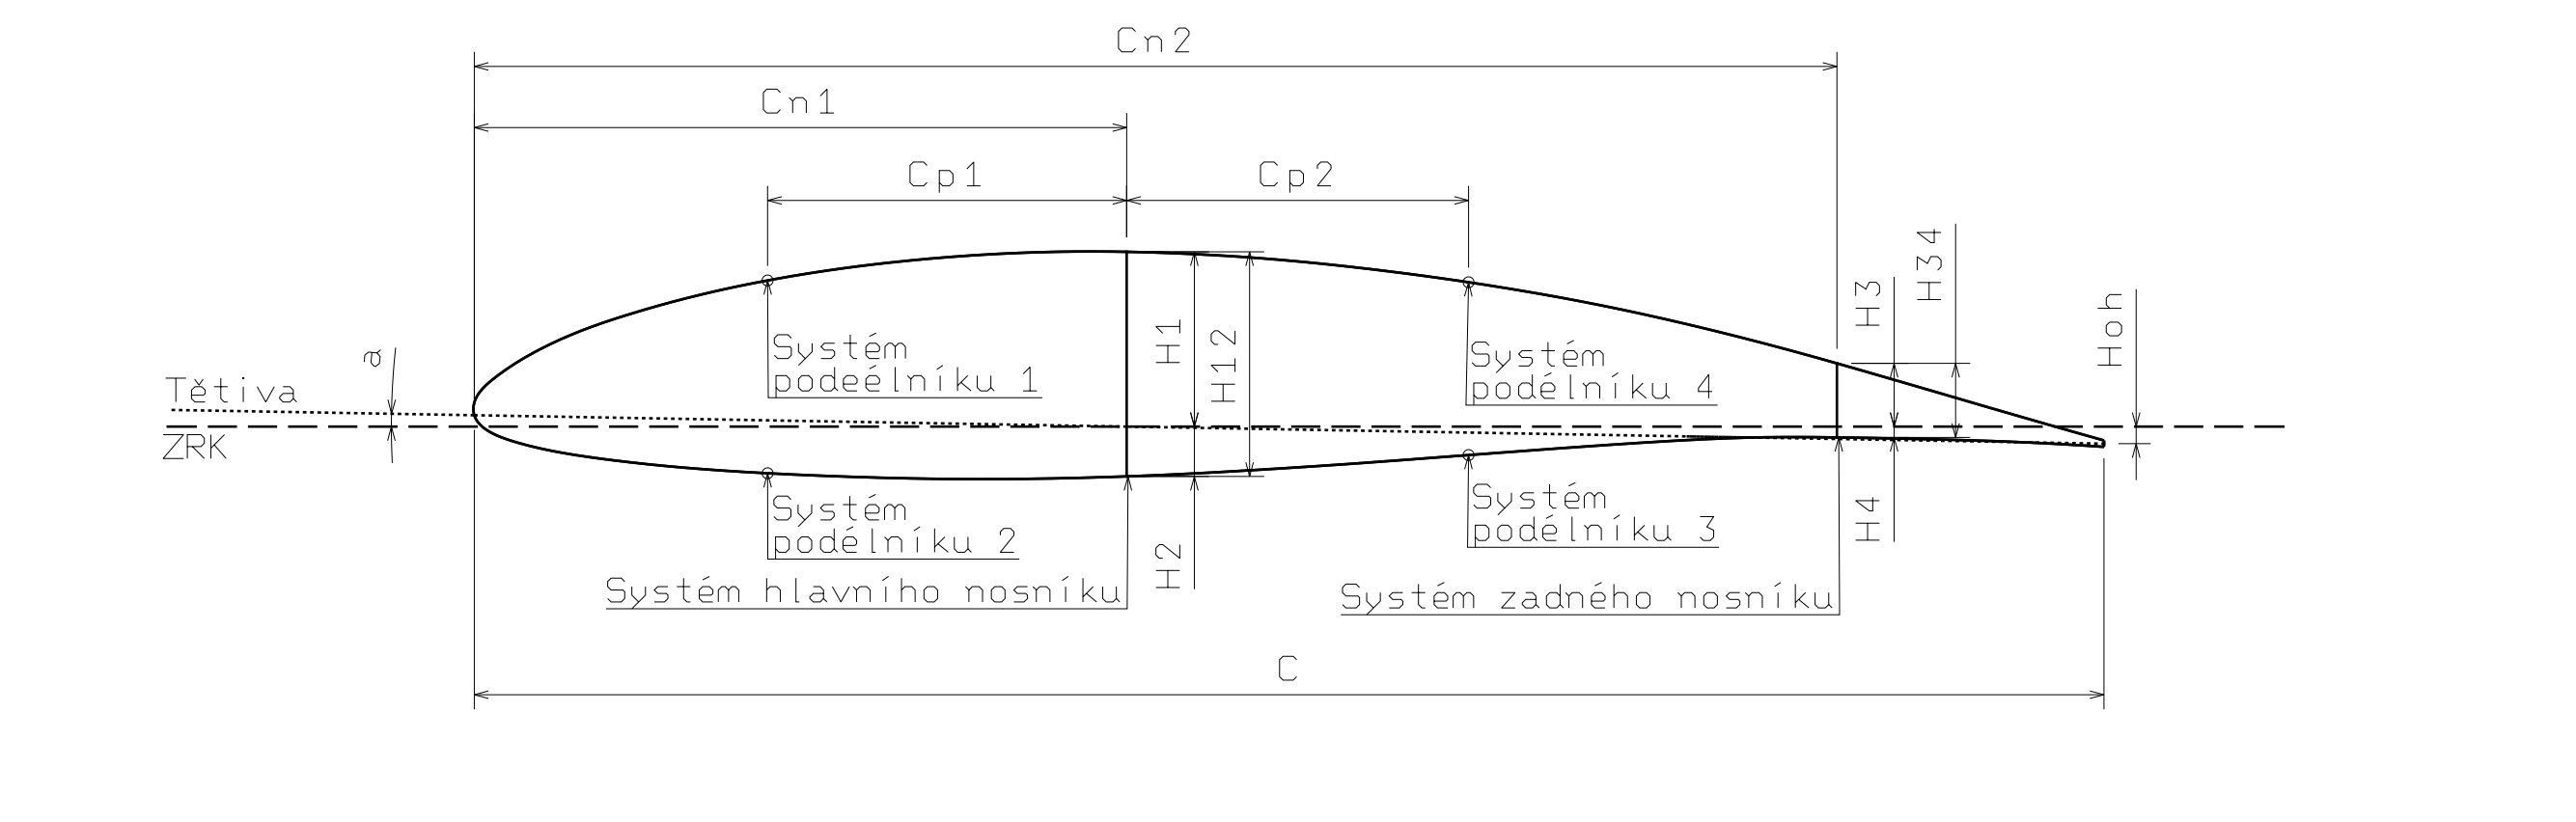 Cn2
Cn1
Cp1
Cp2
H34
H3
Hoh
H1
H12
a
Systém
podeélníku 1
Systém
podélníku 4
Tětiva
ZRK
Systém
podélníku 2
Systém
podélníku 3
H2
H4
Systém hlavního nosníku
Systém zadného nosníku
C